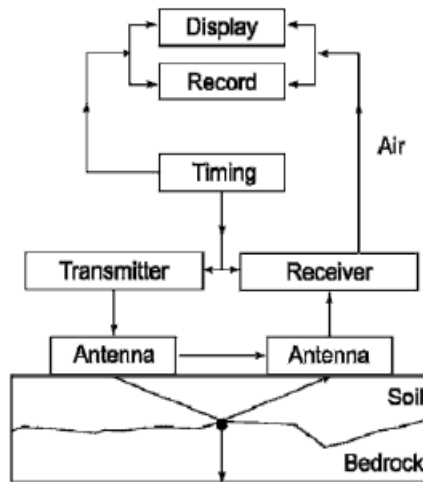 Display
Record
Air
Timing
Transmitter
Receiver
Antenna
Antenna
Soil
Bedrock